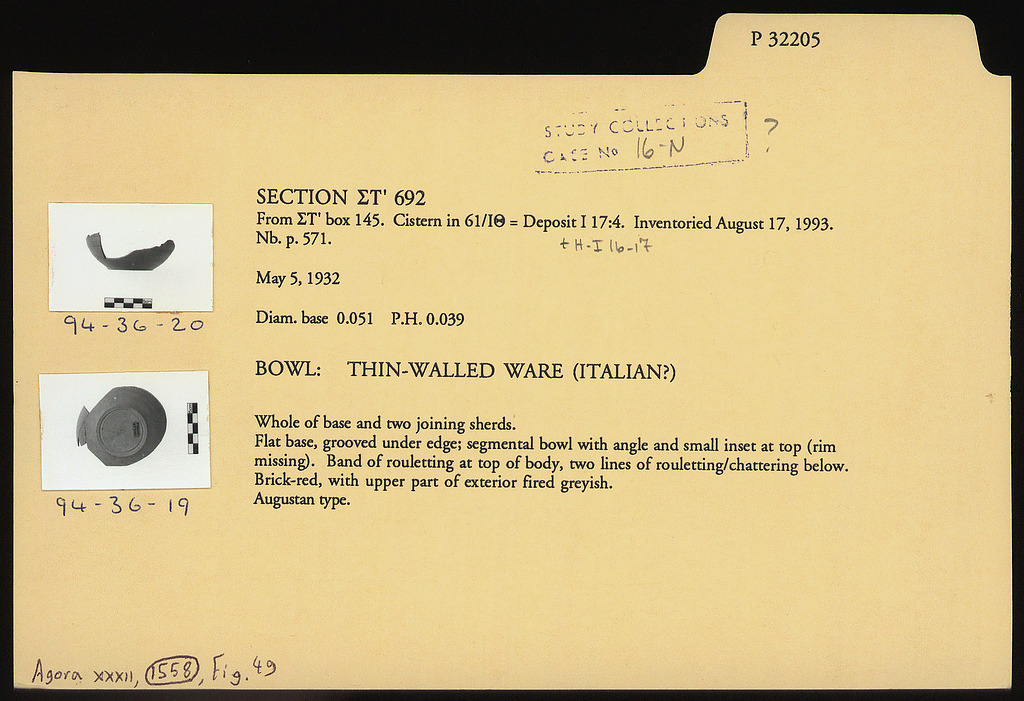 P 32205
STUDY COLLECTIONS ?
CASE No 16-N
SECTION ΣΤ' 692
From ΣΤ' box 145. Cistern in 61/ΙΘ = Deposit I 17:4. Inventoried August 17, 1993.
Nb. p. 571.
+ H-I 16-17
May 5, 1932
Diam. base 0.051 P.H. 0.039
BOWL: THIN-WALLED WARE (ITALIAN?)
Whole of base and two joining sherds.
Flat base, grooved under edge; segmental bowl with angle and small inset at top (rim
missing). Band of rouletting at top of body, two lines of rouletting/chattering below.
Brick-red, with upper part of exterior fired greyish.
Augustan type.
94-36-20
94-36-19
Agora XXXII, 1558, Fig. 49